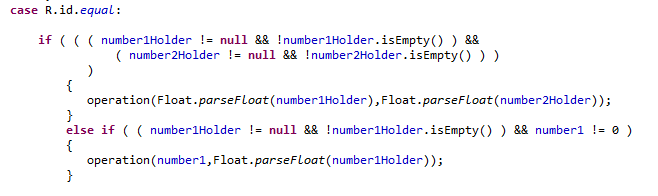 case R.id.equal:
if ( ( ( number1Holder != null && !number1Holder.isEmpty() ) &&
( number2Holder != null && !number2Holder.isEmpty() ) )
)
{
operation(Float.parseFloat(number1Holder),Float.parseFloat(number2Holder));
}
else if ( ( number1Holder != null && !number1Holder.isEmpty() ) && number1 != 0 )
{
operation(number1,Float.parseFloat(number1Holder));
}